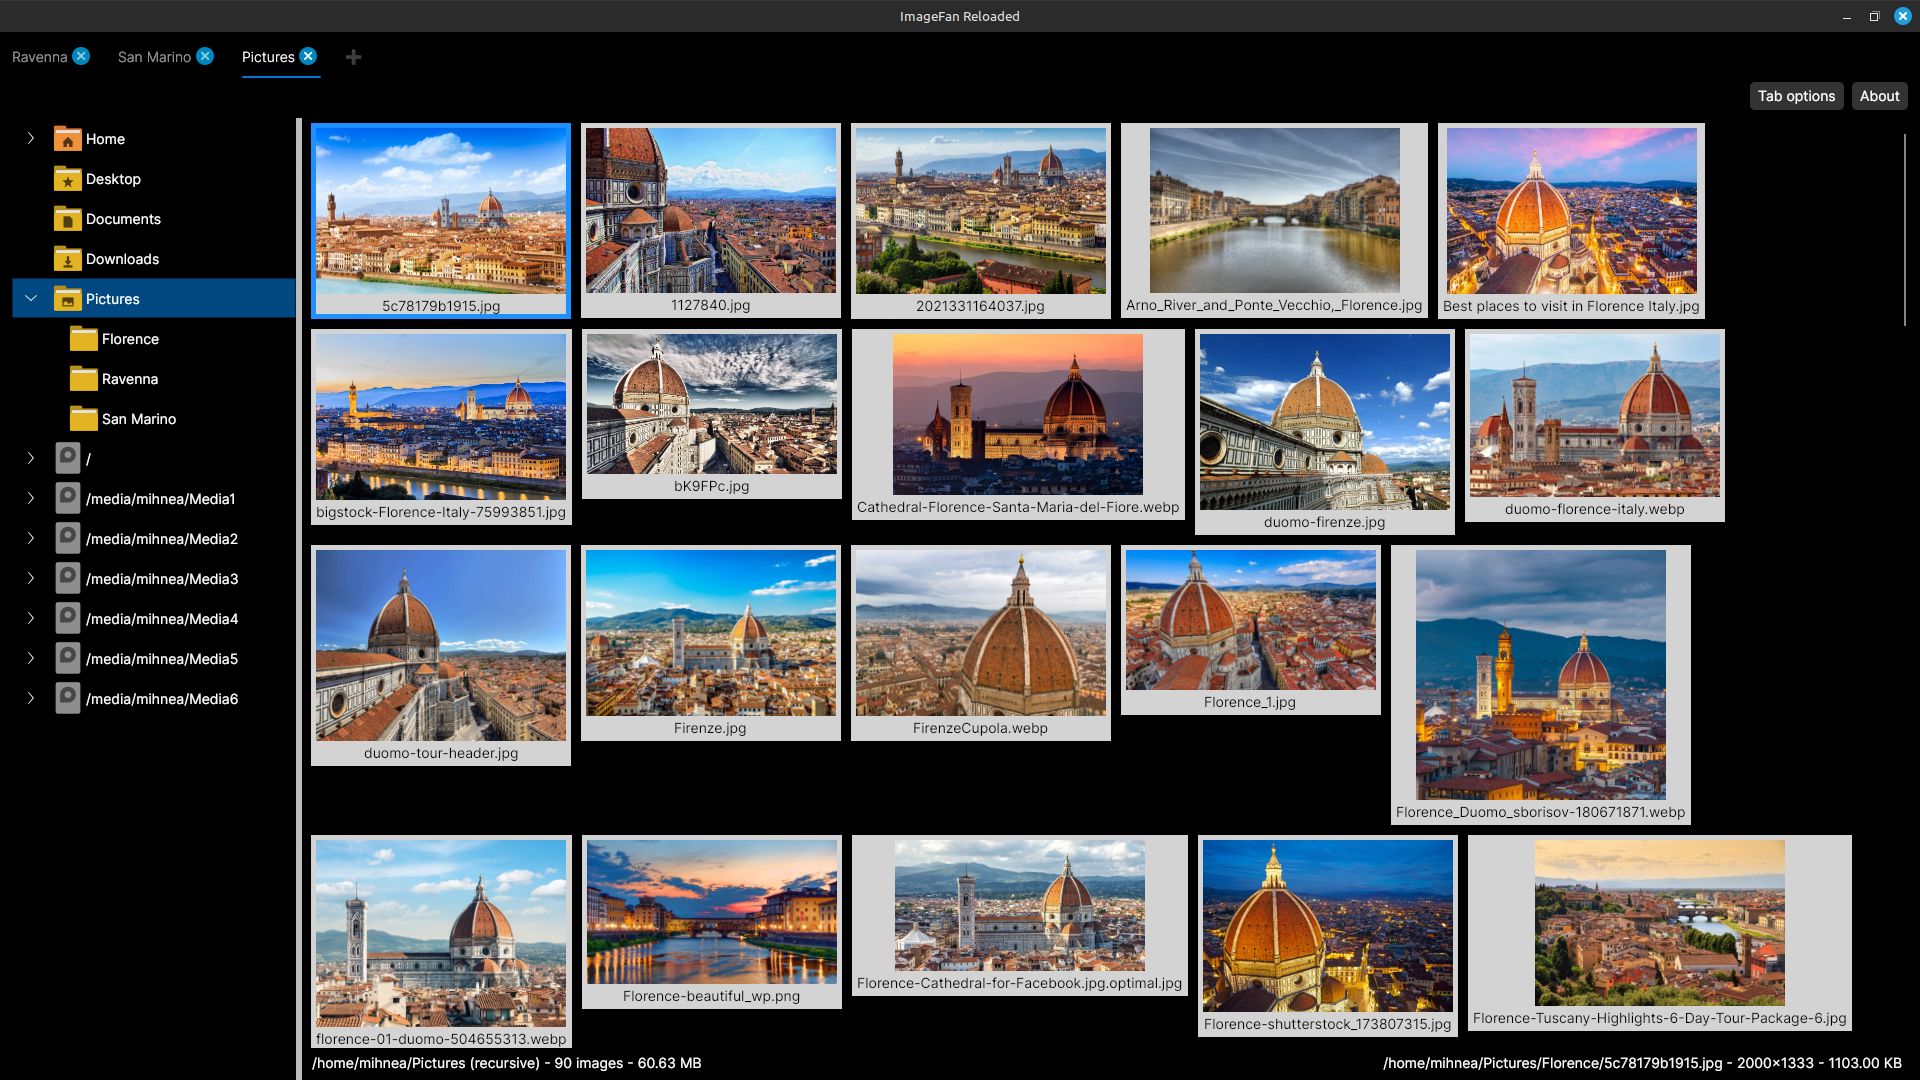 ImageFan Reloaded
Ravenna
San Marino
Pictures
Tab options
About
Home
Desktop
Documents
Downloads
Pictures
Florence
Ravenna
San Marino
/
/media/mihnea/Media1
/media/mihnea/Media2
/media/mihnea/Media3
/media/mihnea/Media4
/media/mihnea/Media5
/media/mihnea/Media6
5c78179b1915.jpg
1127840.jpg
2021331164037.jpg
Arno_River_and_Ponte_Vecchio,_Florence.jpg
Best places to visit in Florence Italy.jpg
bigstock-Florence-Italy-75993851.jpg
bK9FPc.jpg
Cathedral-Florence-Santa-Maria-del-Fiore.webp
duomo-firenze.jpg
duomo-florence-italy.webp
duomo-tour-header.jpg
Firenze.jpg
FirenzeCupola.webp
Florence_1.jpg
Florence_Duomo_sborisov-180671871.webp
florence-01-duomo-504655313.webp
Florence-beautiful_wp.png
Florence-Cathedral-for-Facebook.jpg.optimal.jpg
Florence-shutterstock_173807315.jpg
Florence-Tuscany-Highlights-6-Day-Tour-Package-6.jpg
/home/mihnea/Pictures (recursive) - 90 images - 60.63 MB
/home/mihnea/Pictures/Florence/5c78179b1915.jpg - 2000×1333 - 1103.00 KB